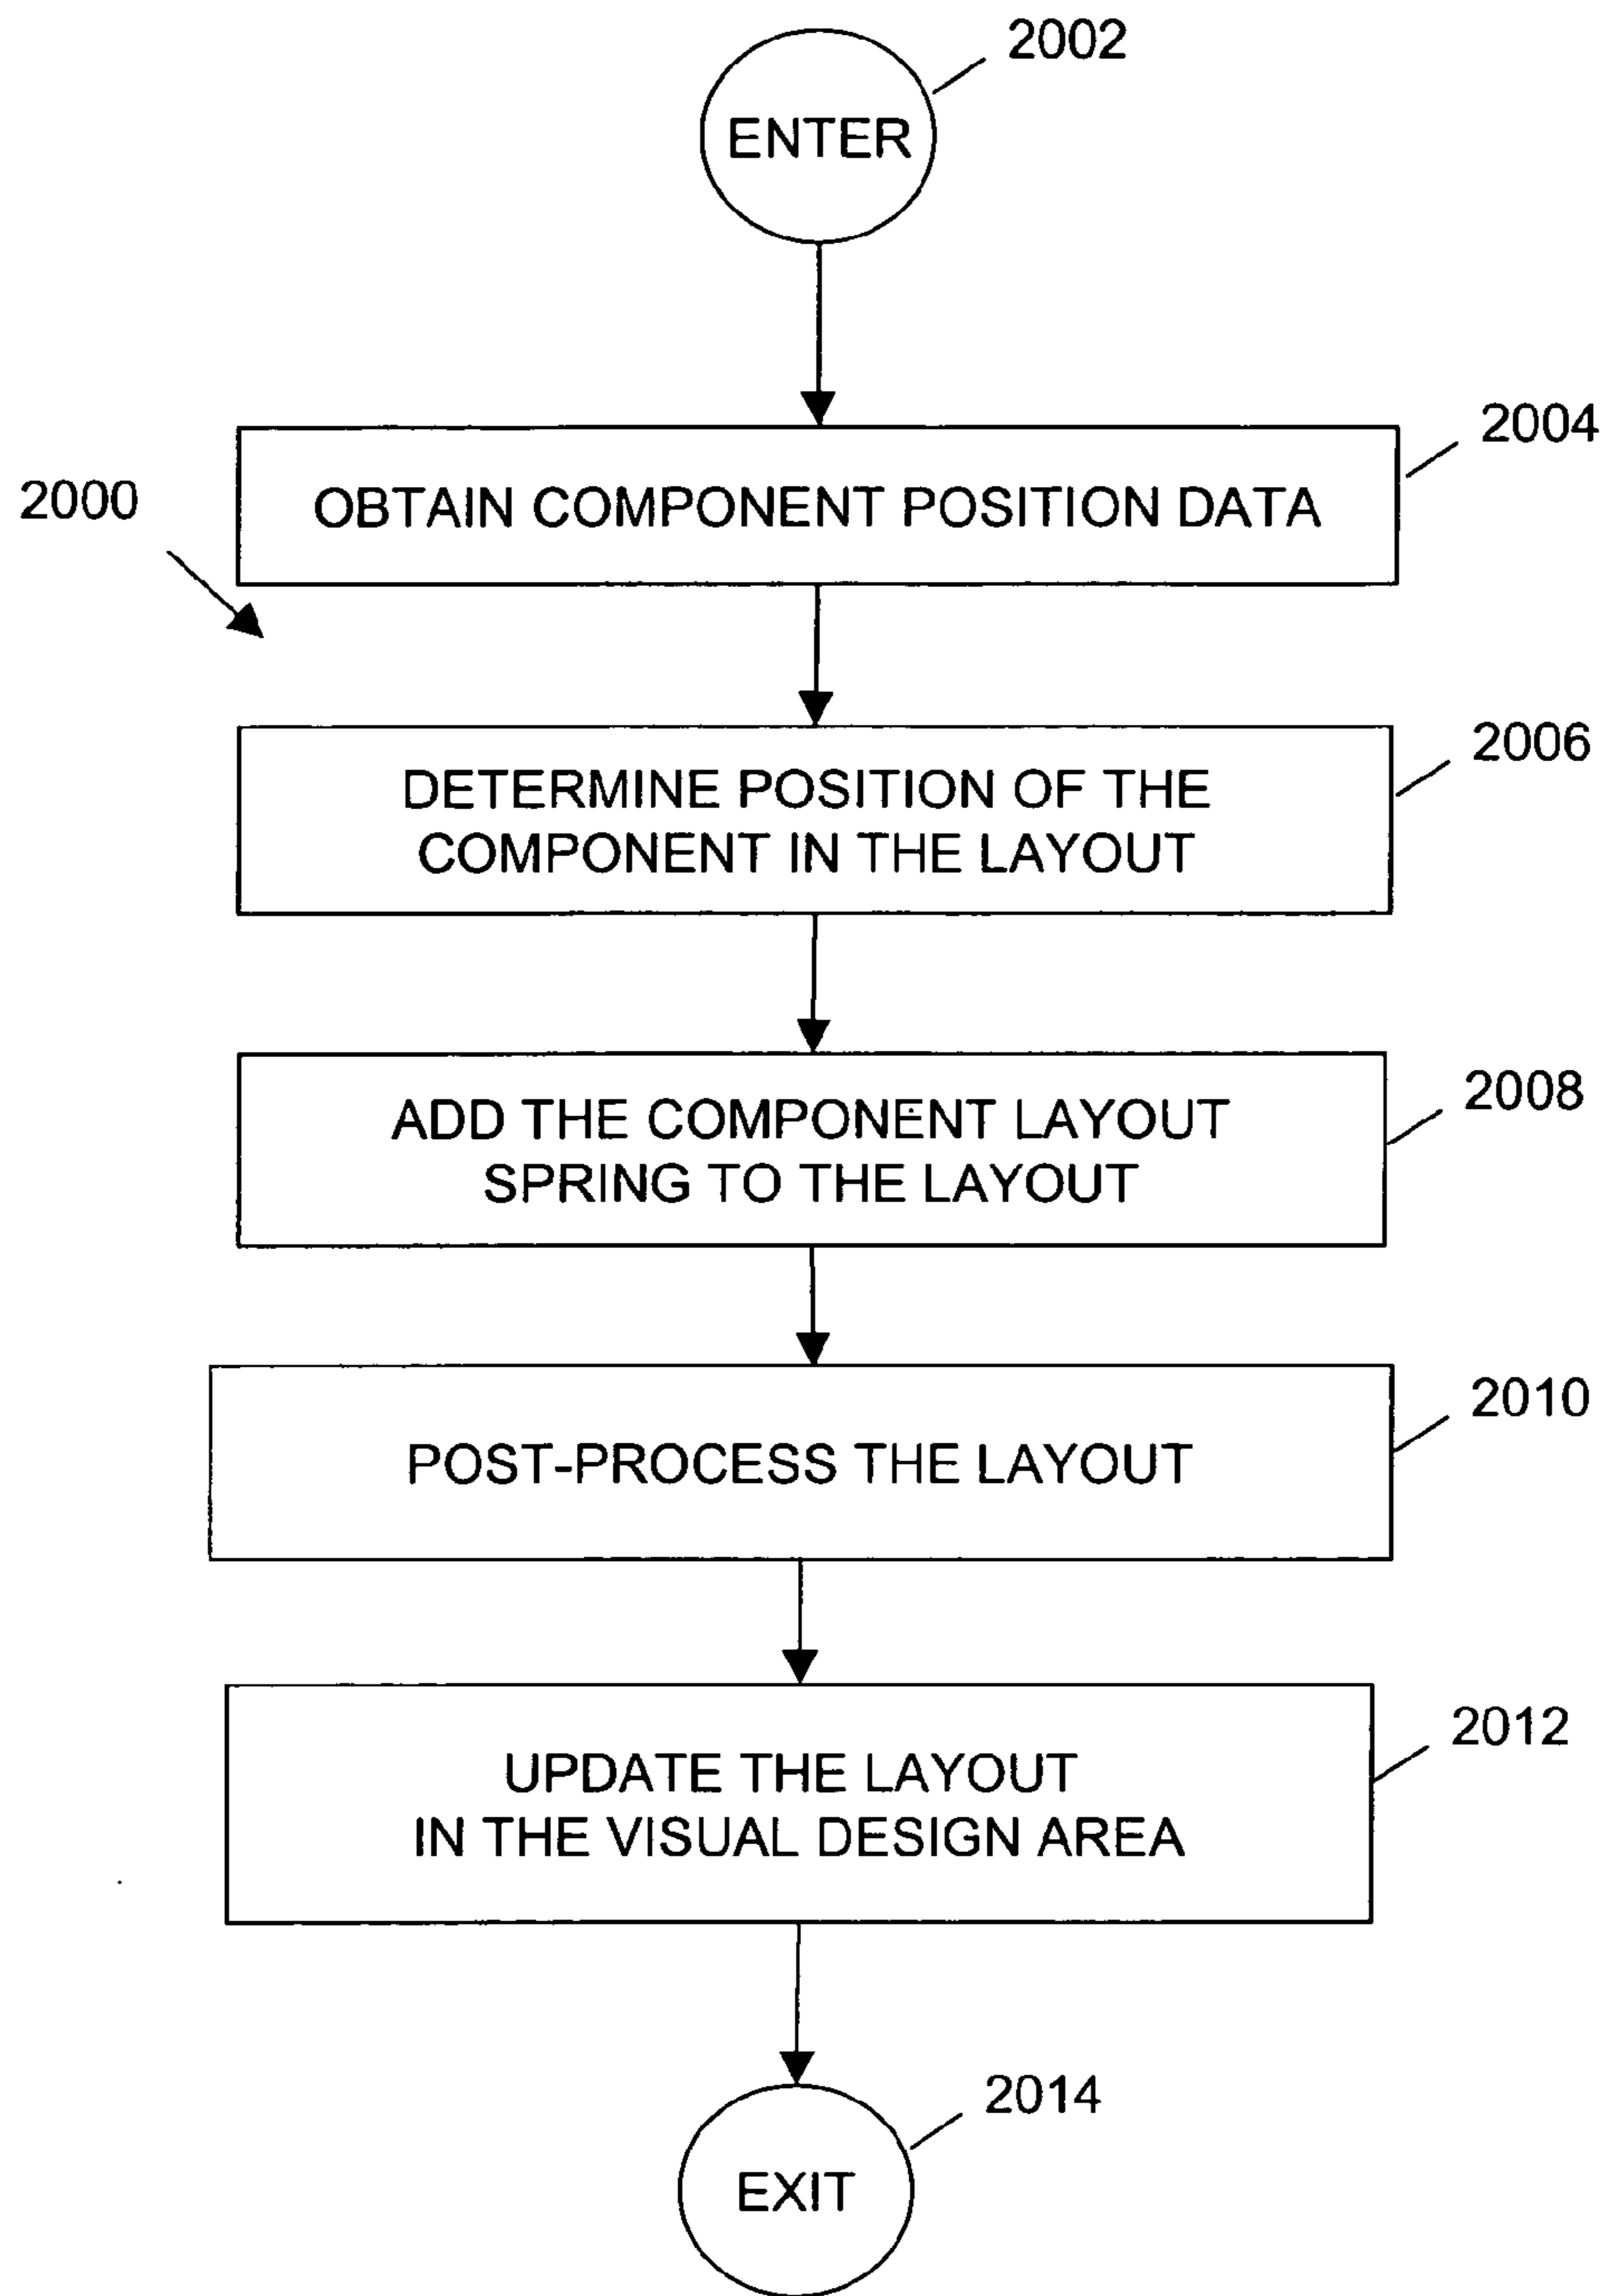 2002
ENTER
2004
2000
OBTAIN COMPONENT POSITION DATA
2006
DETERMINE POSITION OF THE
COMPONENT IN THE LAYOUT
2008
ADD THE COMPONENT LAYOUT
SPRING TO THE LAYOUT
2010
POST-PROCESS THE LAYOUT
2012
UPDATE THE LAYOUT
IN THE VISUAL DESIGN AREA
2014
EXIT